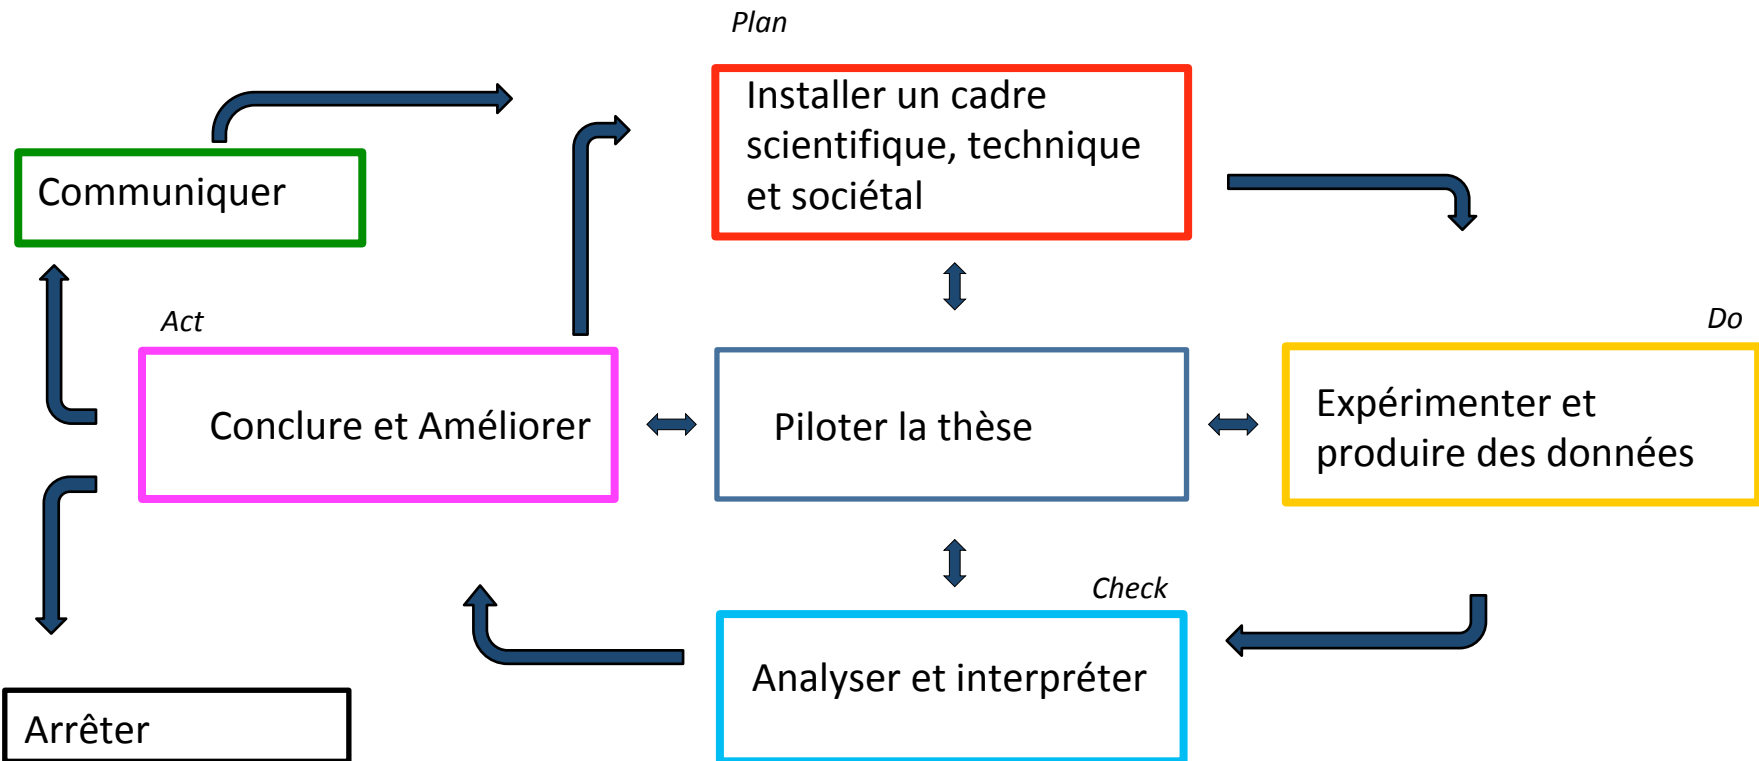 Plan
Installer un cadre
scientifique, technique
et sociétal
Communiquer
Act
Do
Conclure et Améliorer
Piloter la thèse
Expérimenter et
produire des données
Check
Analyser et interpréter
Arrêter